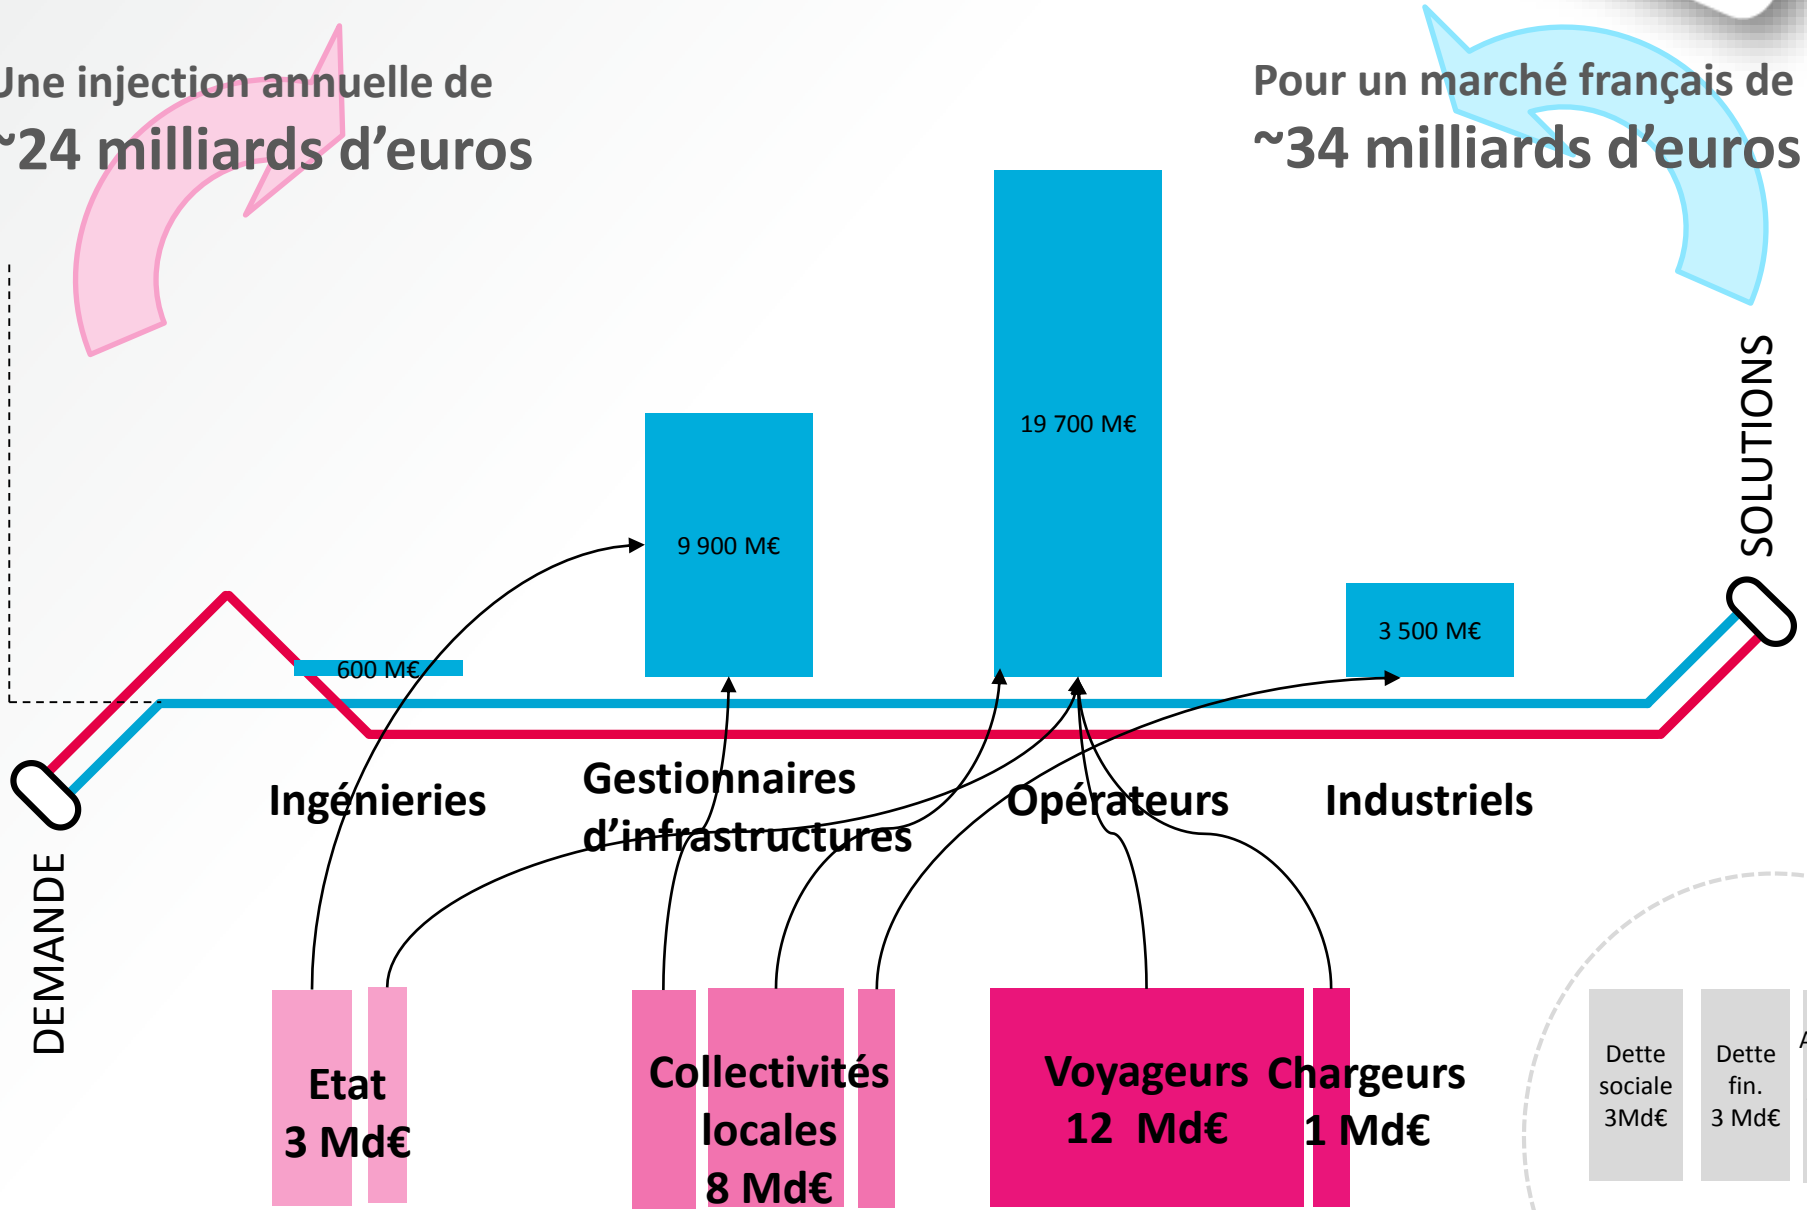 Une injection annuelle de
~24 milliards d’euros
Pour un marché français de
~34 milliards d’euros
19 700 M€
9 900 M€
3 500 M€
600 M€
SOLUTIONS
DEMANDE
Ingénieries
Gestionnaires
d’infrastructures
Opérateurs
Industriels
Etat
3 Md€
Collectivités
locales
8 Md€
Voyageurs
12 Md€
Chargeurs
1 Md€
Dette
sociale
3Md€
Dette
fin.
3 Md€